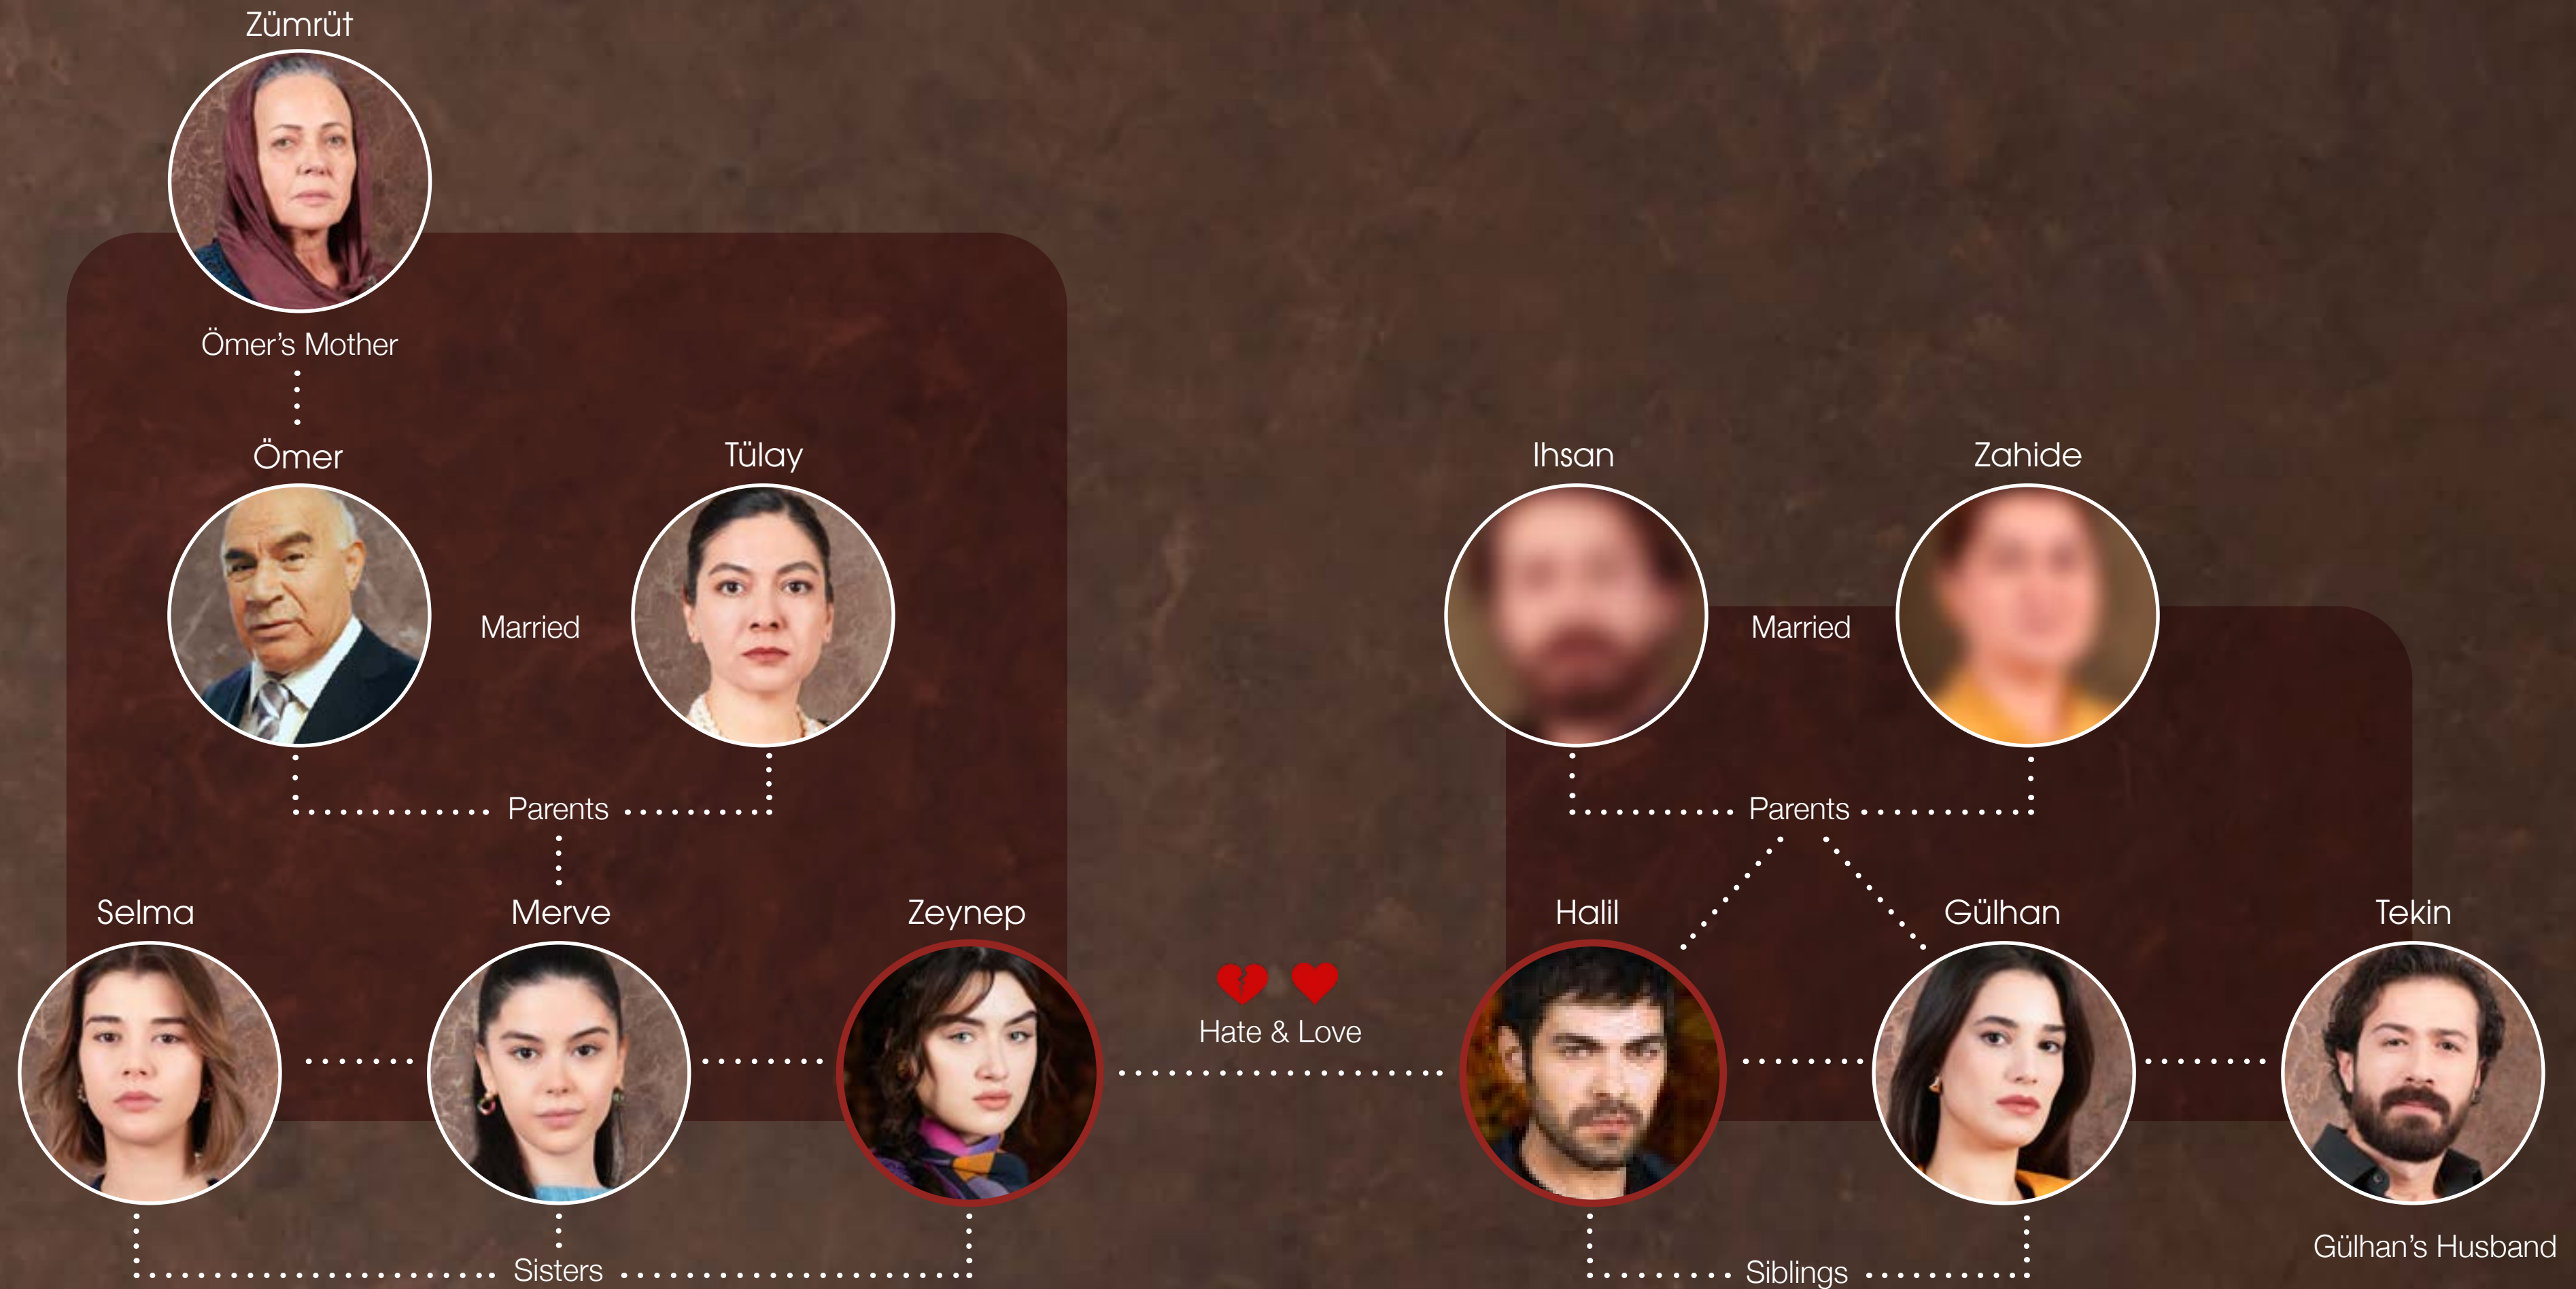 Zümrüt
Ömer’s Mother
Ömer
Tülay
Ihsan
Zahide
Married
Married
Parents
Parents
Selma
Merve
Zeynep
Halil
Gülhan
Tekin
Hate & Love
Gülhan’s Husband
Sisters
Siblings